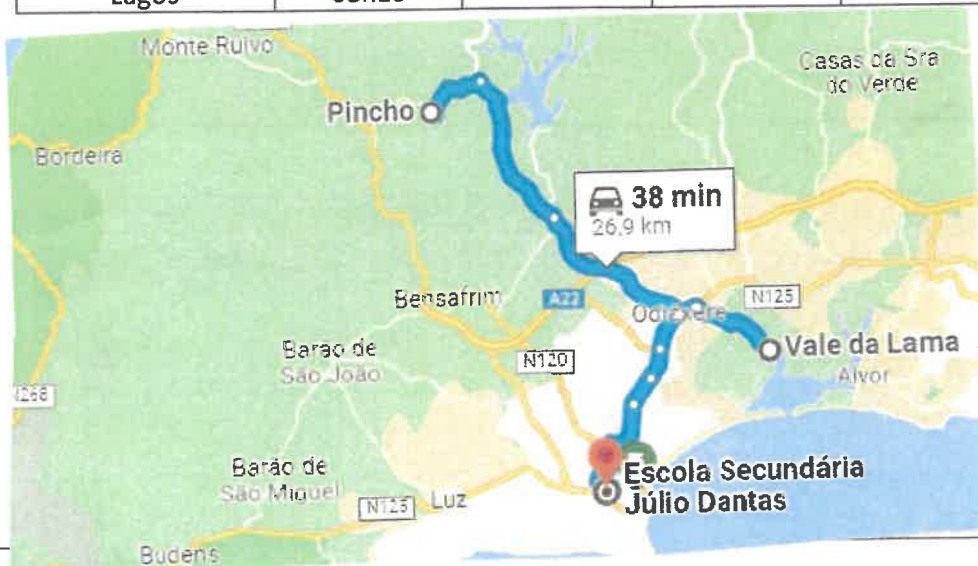 Lagos
Monte Ruivo
Casas da Sra
do Verde
Pincho
Bordeira
38 min
26,9 km
Bensafrim
A22
Odiáxere
N125
Vale da Lama
Alvor
N120
Barão de
São João
N268
Barão de
São Miguel
Escola Secundária
Júlio Dantas
N125
Luz
Budens